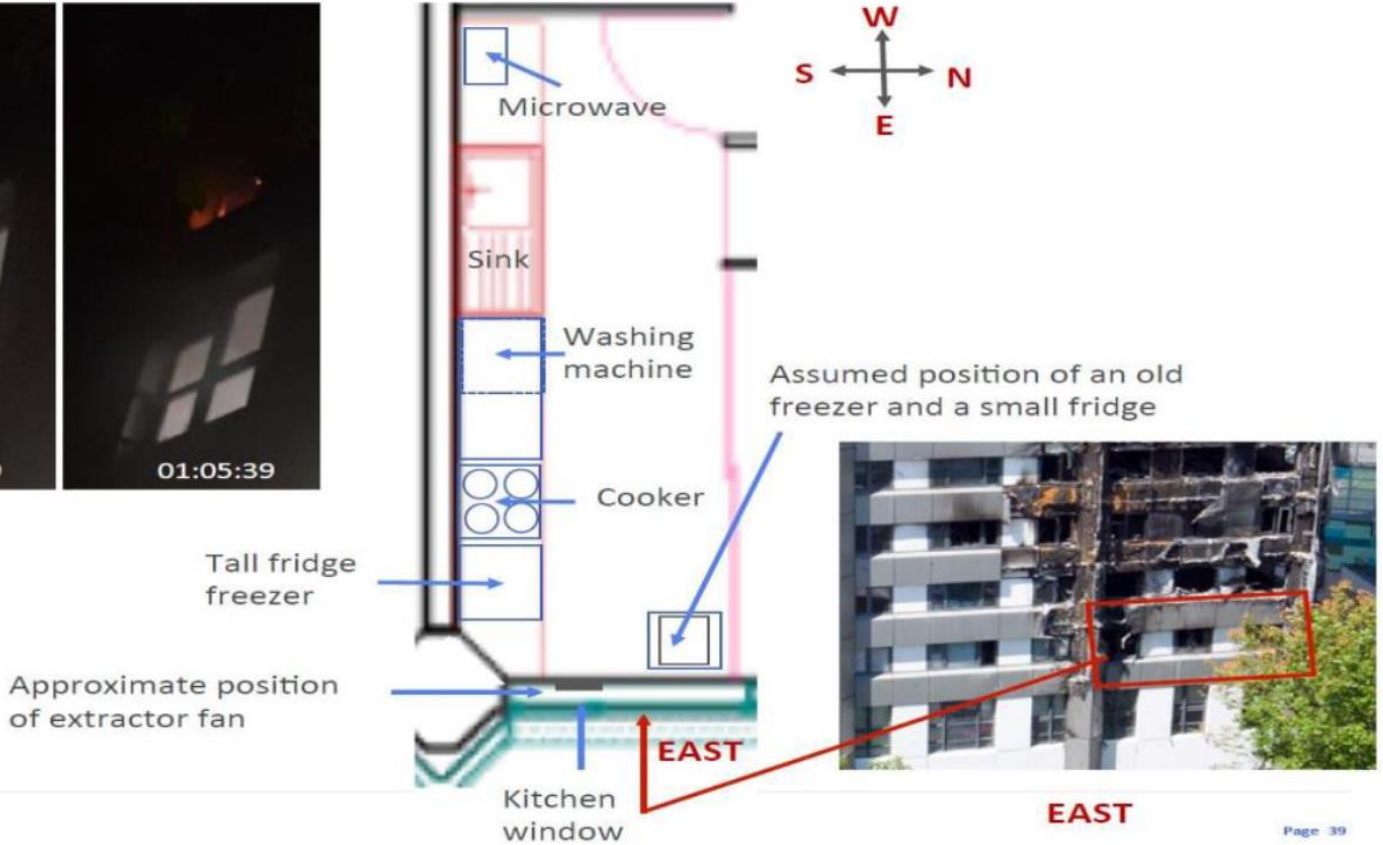 W
S
N
E
Microwave
Sink
Washing
machine
Assumed position of an old
freezer and a small fridge
01:05:39
Cooker
Tall fridge
freezer
Approximate position
of extractor fan
EAST
Kitchen
window
EAST
Page 39